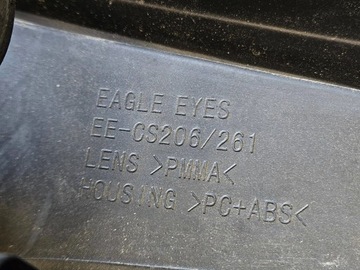 EAGLE EYES
EE-CS206/261
LENS >PMMA<
HOUSING >PC+ABS<